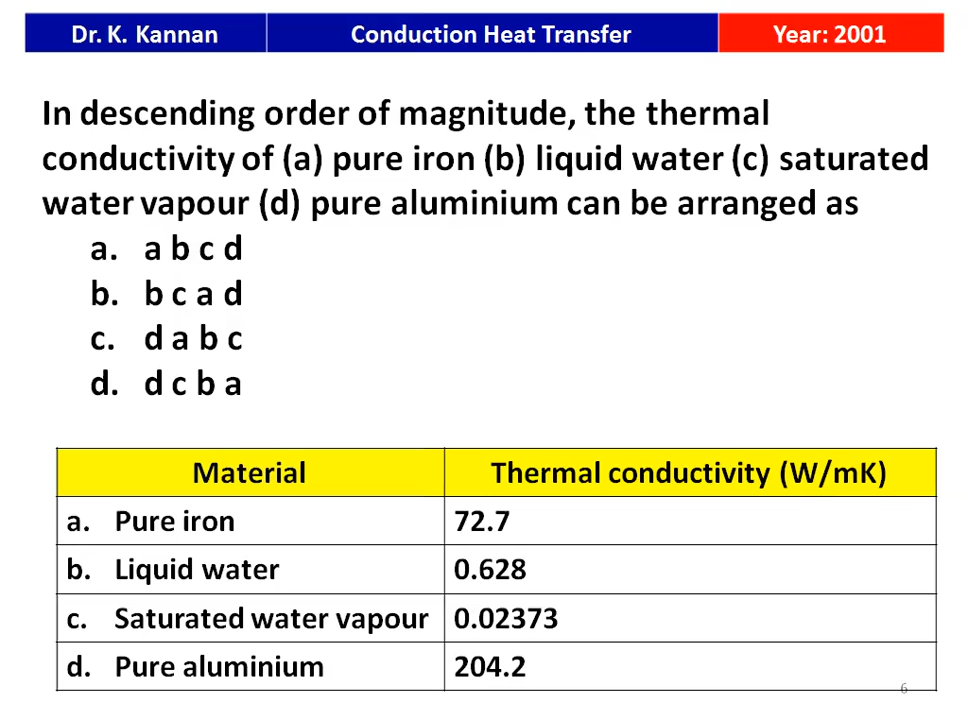 Dr. K. Kannan Conduction Heat Transfer Year: 2001
In descending order of magnitude, the thermal
conductivity of (a) pure iron (b) liquid water (c) saturated
water vapour (d) pure aluminium can be arranged as
a. a b c d
b. b c a d
c. d a b c
d. d c b a
Material Thermal conductivity (W/mK)
a. Pure iron 72.7
b. Liquid water 0.628
c. Saturated water vapour 0.02373
d. Pure aluminium 204.2
6